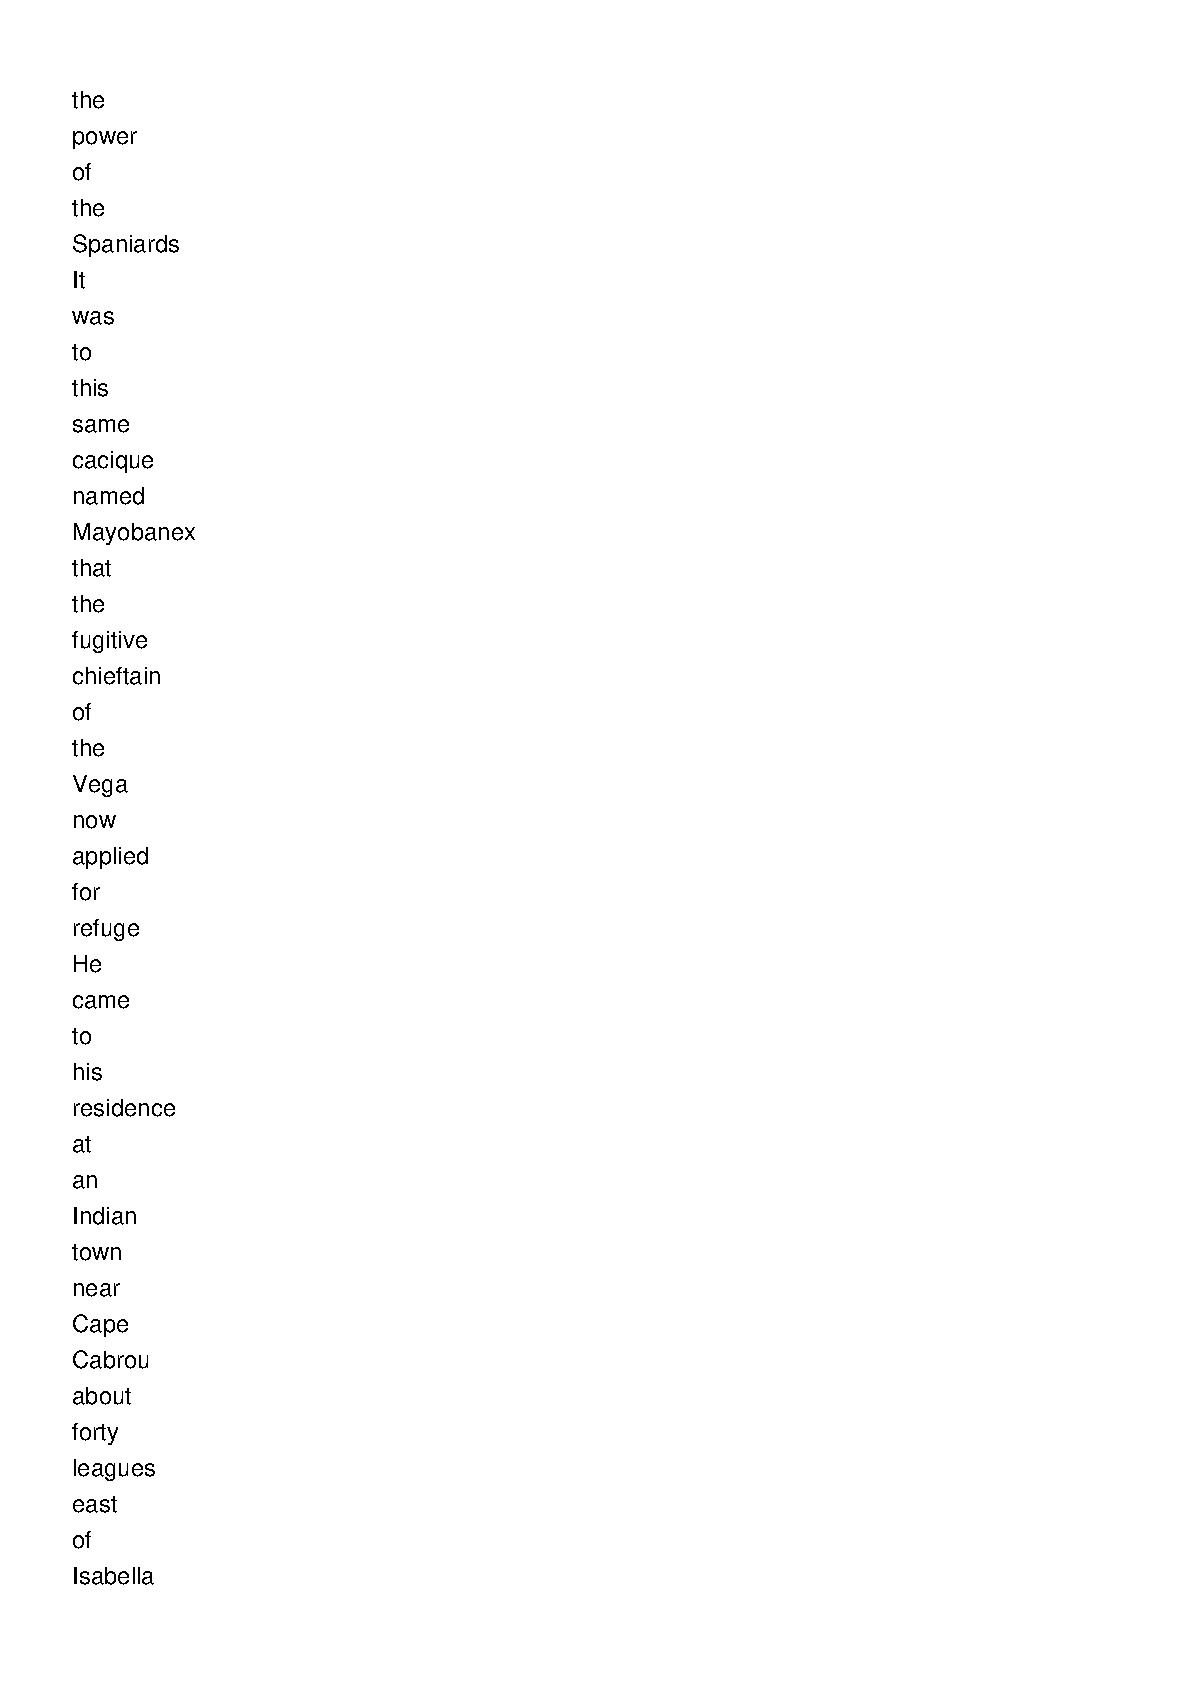 the
power
of
the
Spaniards
It
was
to
this
same
cacique
named
Mayobanex
that
the
fugitive
chieftain
of
the
Vega
now
applied
for
refuge
He
came
to
his
residence
at
an
Indian
town
near
Cape
Cabrou
about
forty
leagues
east
of
Isabella